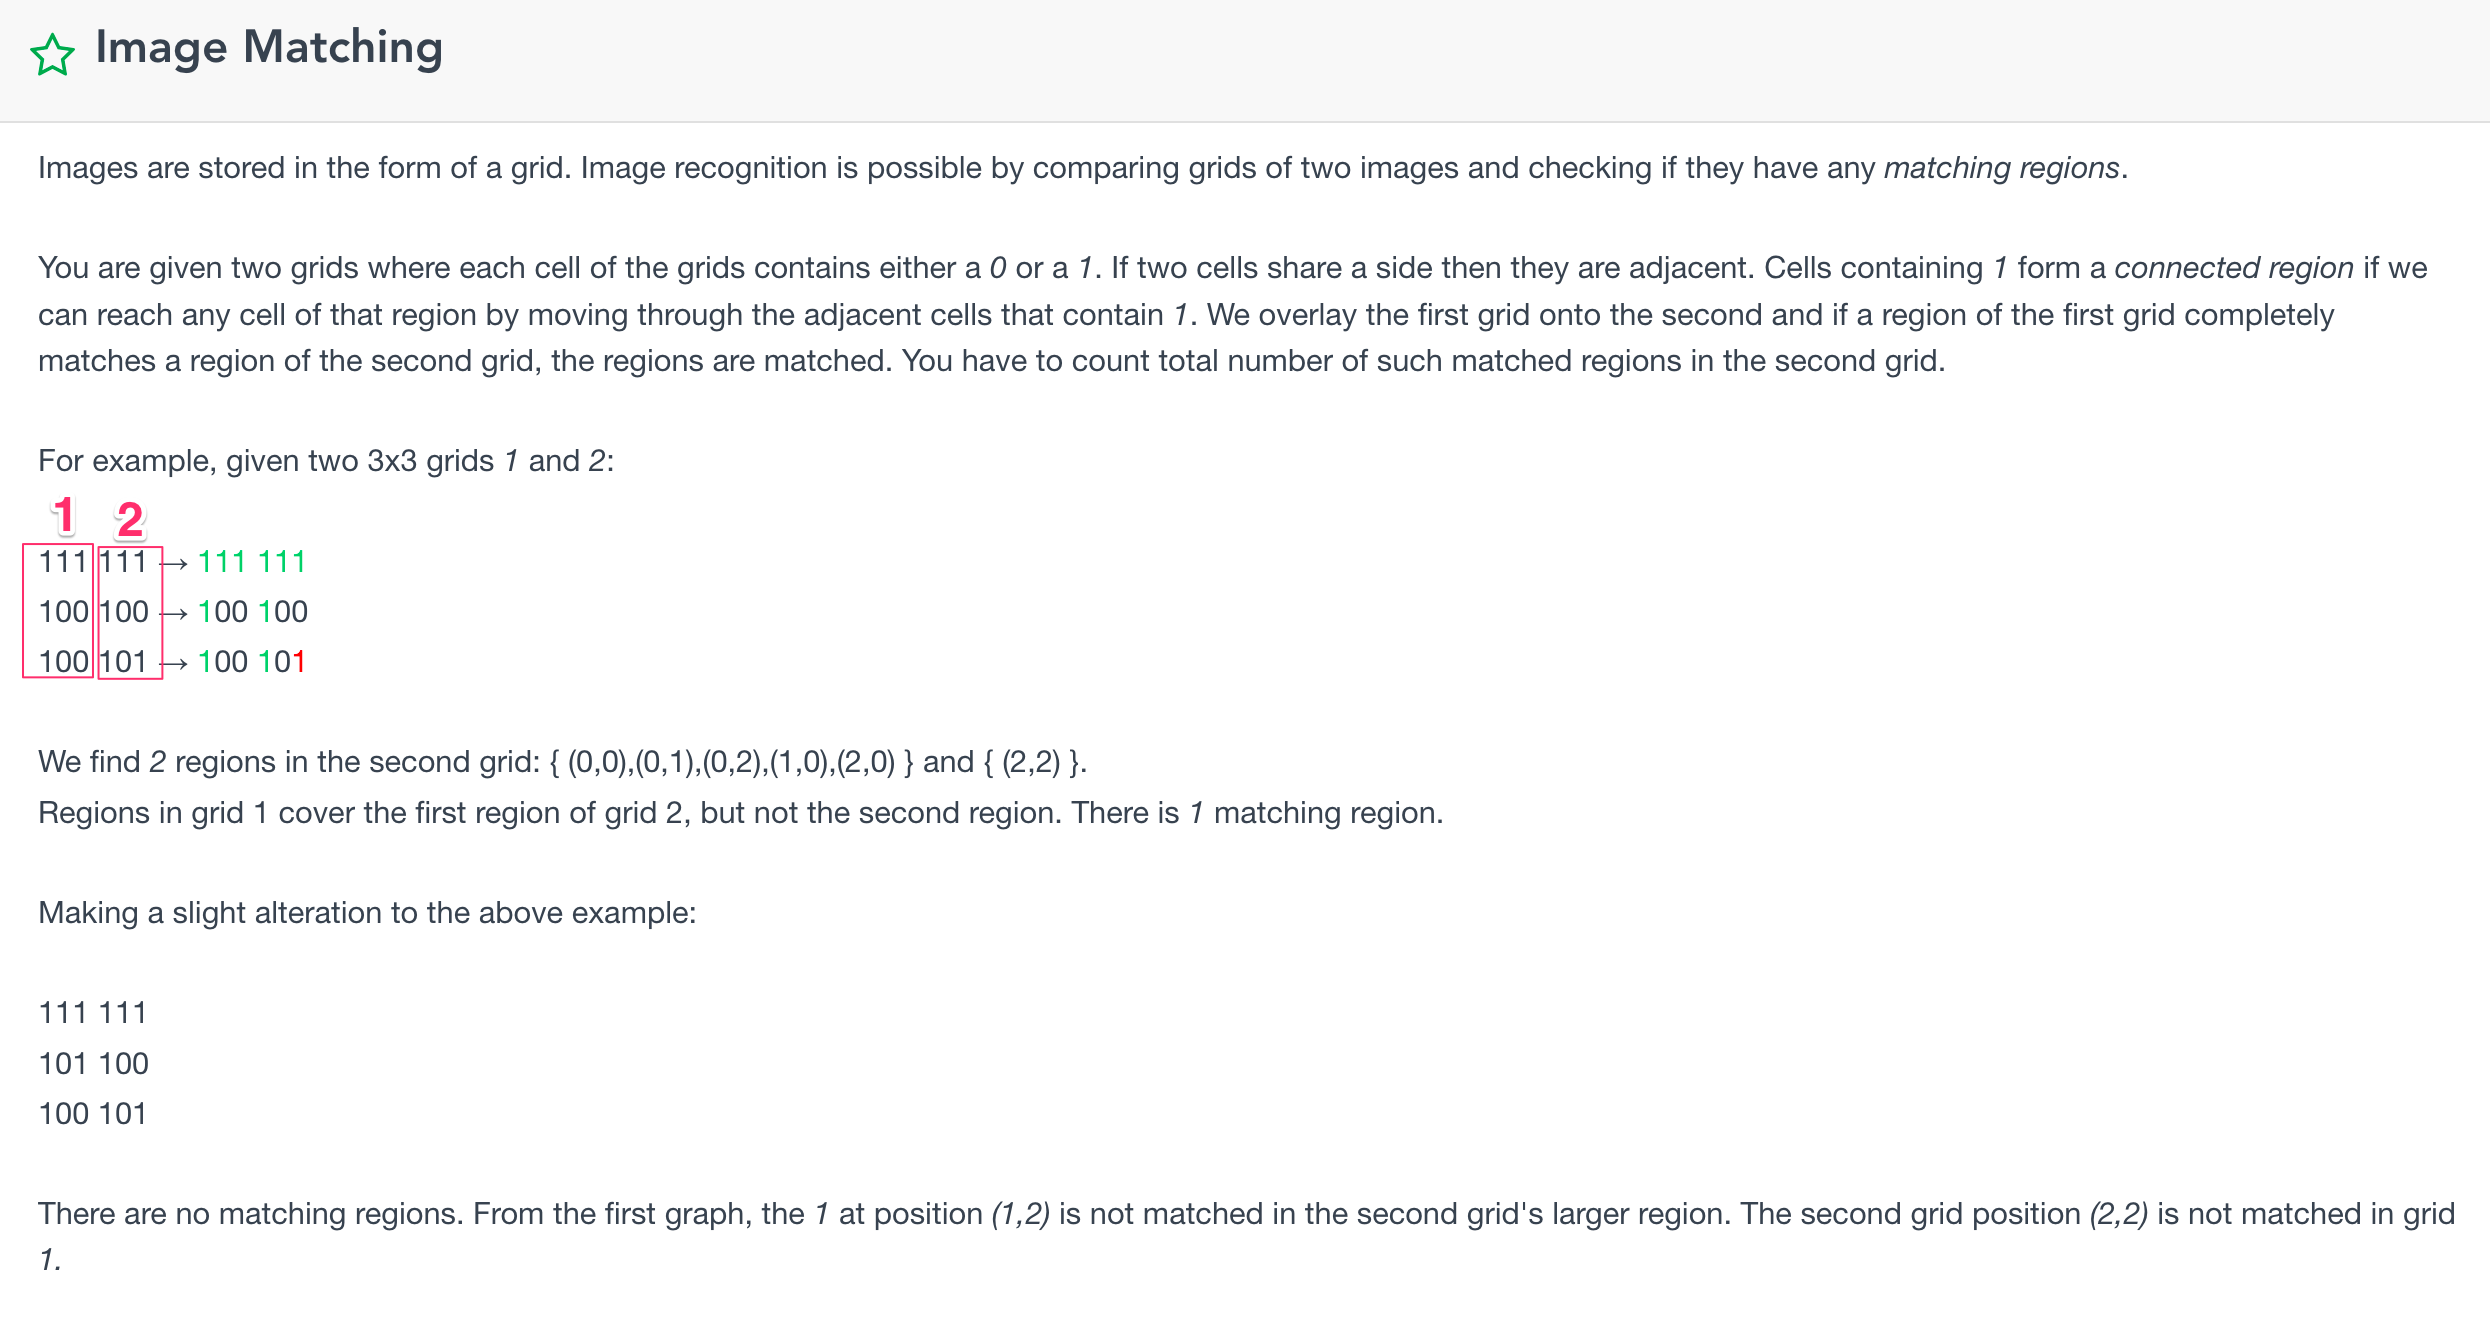 Image Matching
Images are stored in the form of a grid. Image recognition is possible by comparing grids of two images and checking if they have any matching regions.
You are given two grids where each cell of the grids contains either a 0 or a 1. If two cells share a side then they are adjacent. Cells containing 1 form a connected region if we
can reach any cell of that region by moving through the adjacent cells that contain 1. We overlay the first grid onto the second and if a region of the first grid completely
matches a region of the second grid, the regions are matched. You have to count total number of such matched regions in the second grid.
For example, given two 3x3 grids 1 and 2:
1 2
111 111 → 111 111
100 100 → 100 100
100 101 → 100 101
We find 2 regions in the second grid: { (0,0),(0,1),(0,2),(1,0),(2,0) } and { (2,2) }.
Regions in grid 1 cover the first region of grid 2, but not the second region. There is 1 matching region.
Making a slight alteration to the above example:
111 111
101 100
100 101
There are no matching regions. From the first graph, the 1 at position (1,2) is not matched in the second grid's larger region. The second grid position (2,2) is not matched in grid
1.